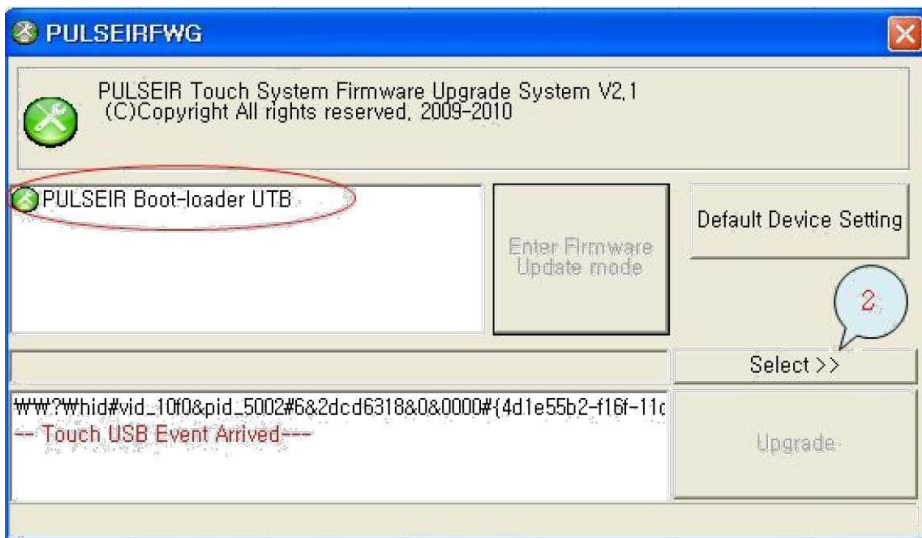 PULSEIRFWG
PULSEIR Touch System Firmware Upgrade System V2,1
(C)Copyright All rights reserved, 2009-2010
PULSEIR Boot-loader UTB
Enter Firmware
Update mode
Default Device Setting
2
Select >>
₩₩?₩hid#vid_10f0&pid_5002#6&2dcd6318&0&0000#{4d1e55b2-f16f-11c
-- Touch USB Event Arrived---
Upgrade